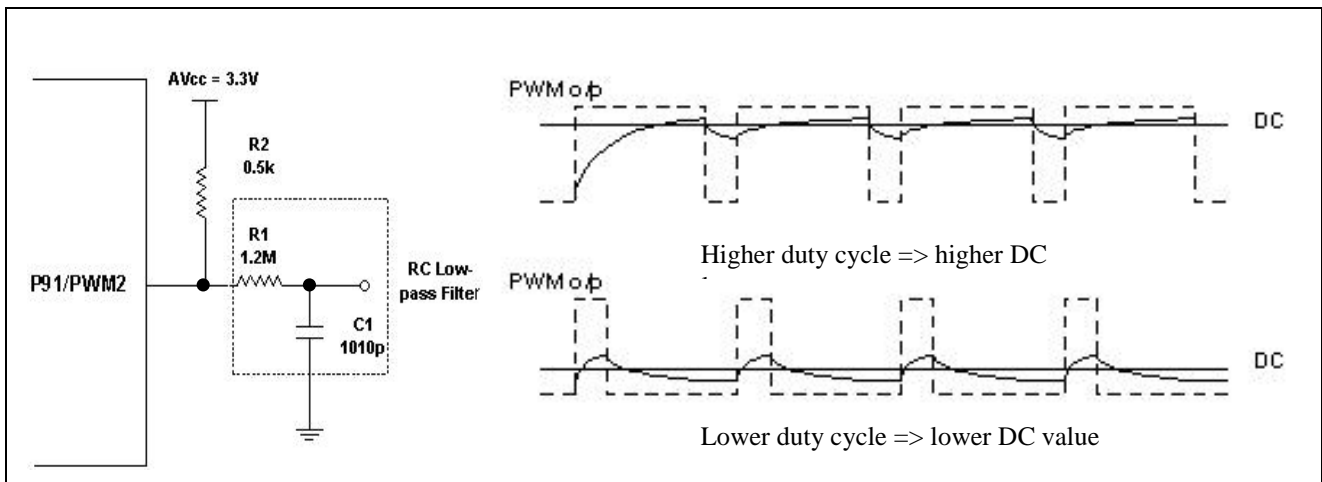 AVcc = 3.3V
R2
0.5k
R1
1.2M
P91/PWM2
RC Low-
pass Filter
C1
1010p
PWM o/p
DC
Higher duty cycle => higher DC
PWM o/p
DC
Lower duty cycle => lower DC value